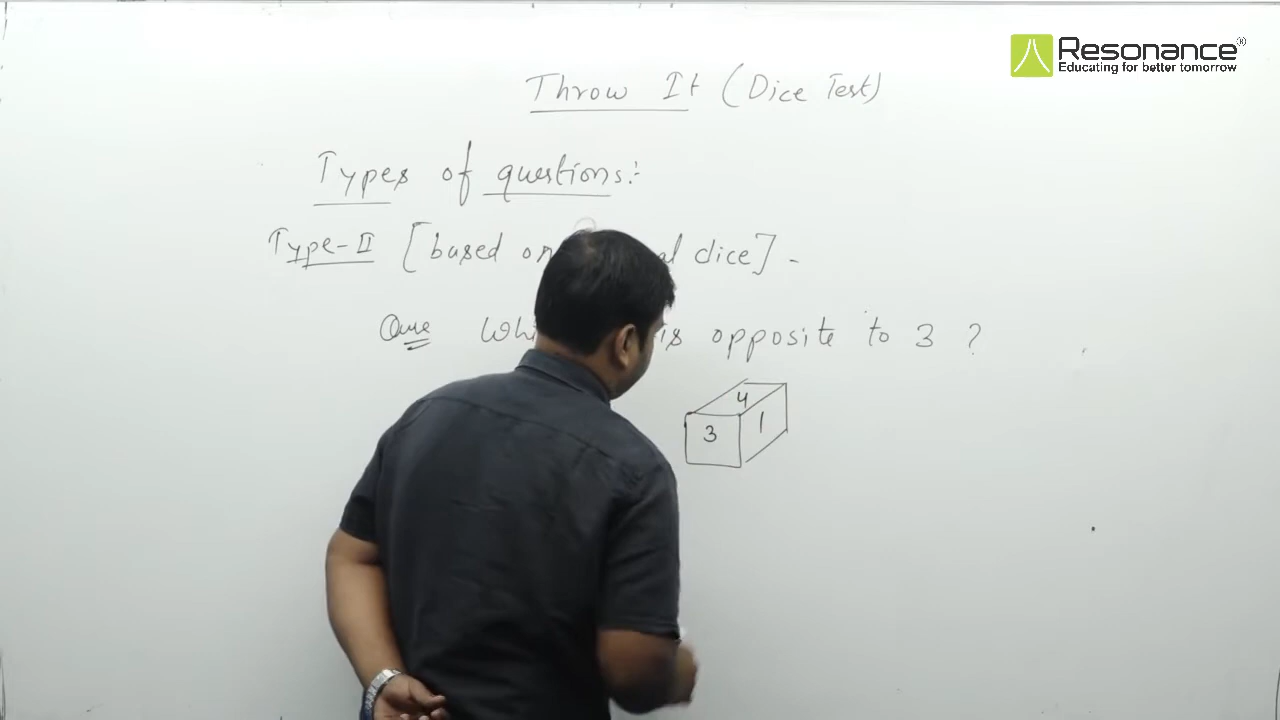 Resonance®
Educating for better tomorrow
Throw It (Dice Test)
Types of questions:-
Type-II [based on dice] -
Que is opposite to 3 ?
4
3 1